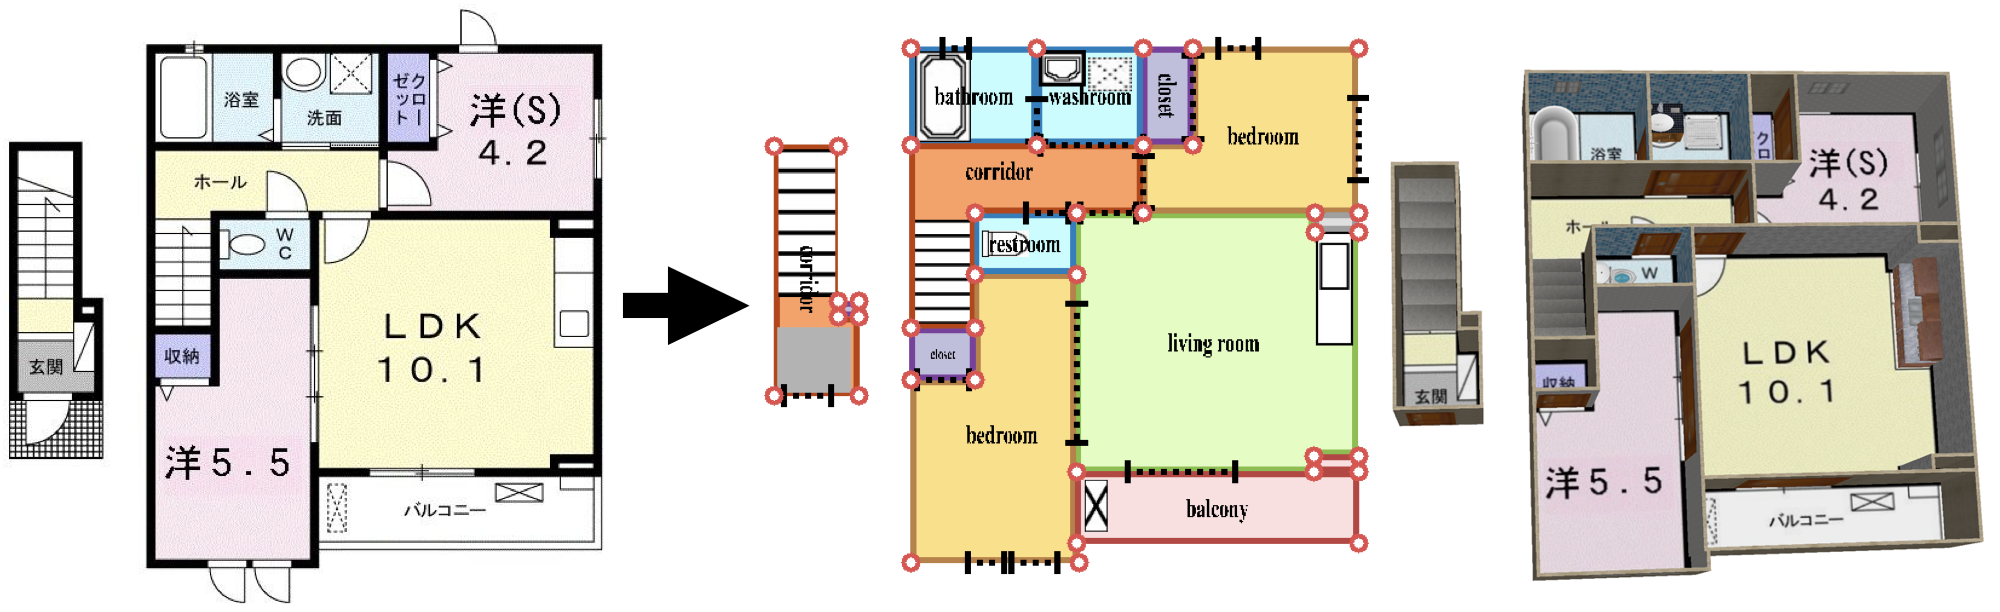 玄関
浴室
洗面
クロー
ゼット
洋(S)
4.2
ホール
WC
収納
LDK
10.1
洋5.5
バルコニー
corridor
bathroom
washroom
closet
bedroom
corridor
restroom
closet
living room
bedroom
balcony
玄関
浴室
クロ
洋(S)
4.2
ホー
W
収納
LDK
10.1
洋5.5
バルコニー